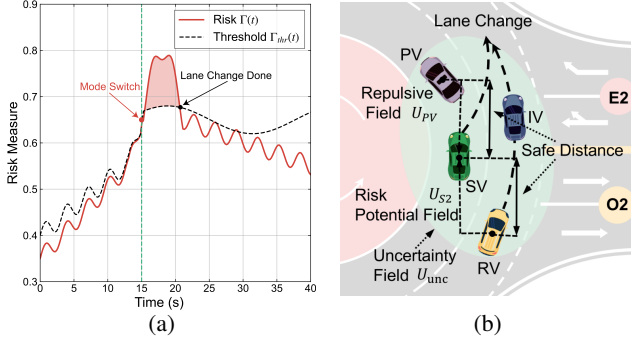 0.9
0.8
0.7
0.6
0.5
0.4
0.3
Risk Measure
Risk Γ(t)
Threshold Γthr(t)
Mode Switch
Lane Change Done
0 5 10 15 20 25 30 35 40
Time (s)
(a)
Lane Change
PV
Repulsive
Field UPV
IV
E2
Safe Distance
SV
US2
Risk
Potential Field
O2
Uncertainty
Field Uunc
RV
(b)